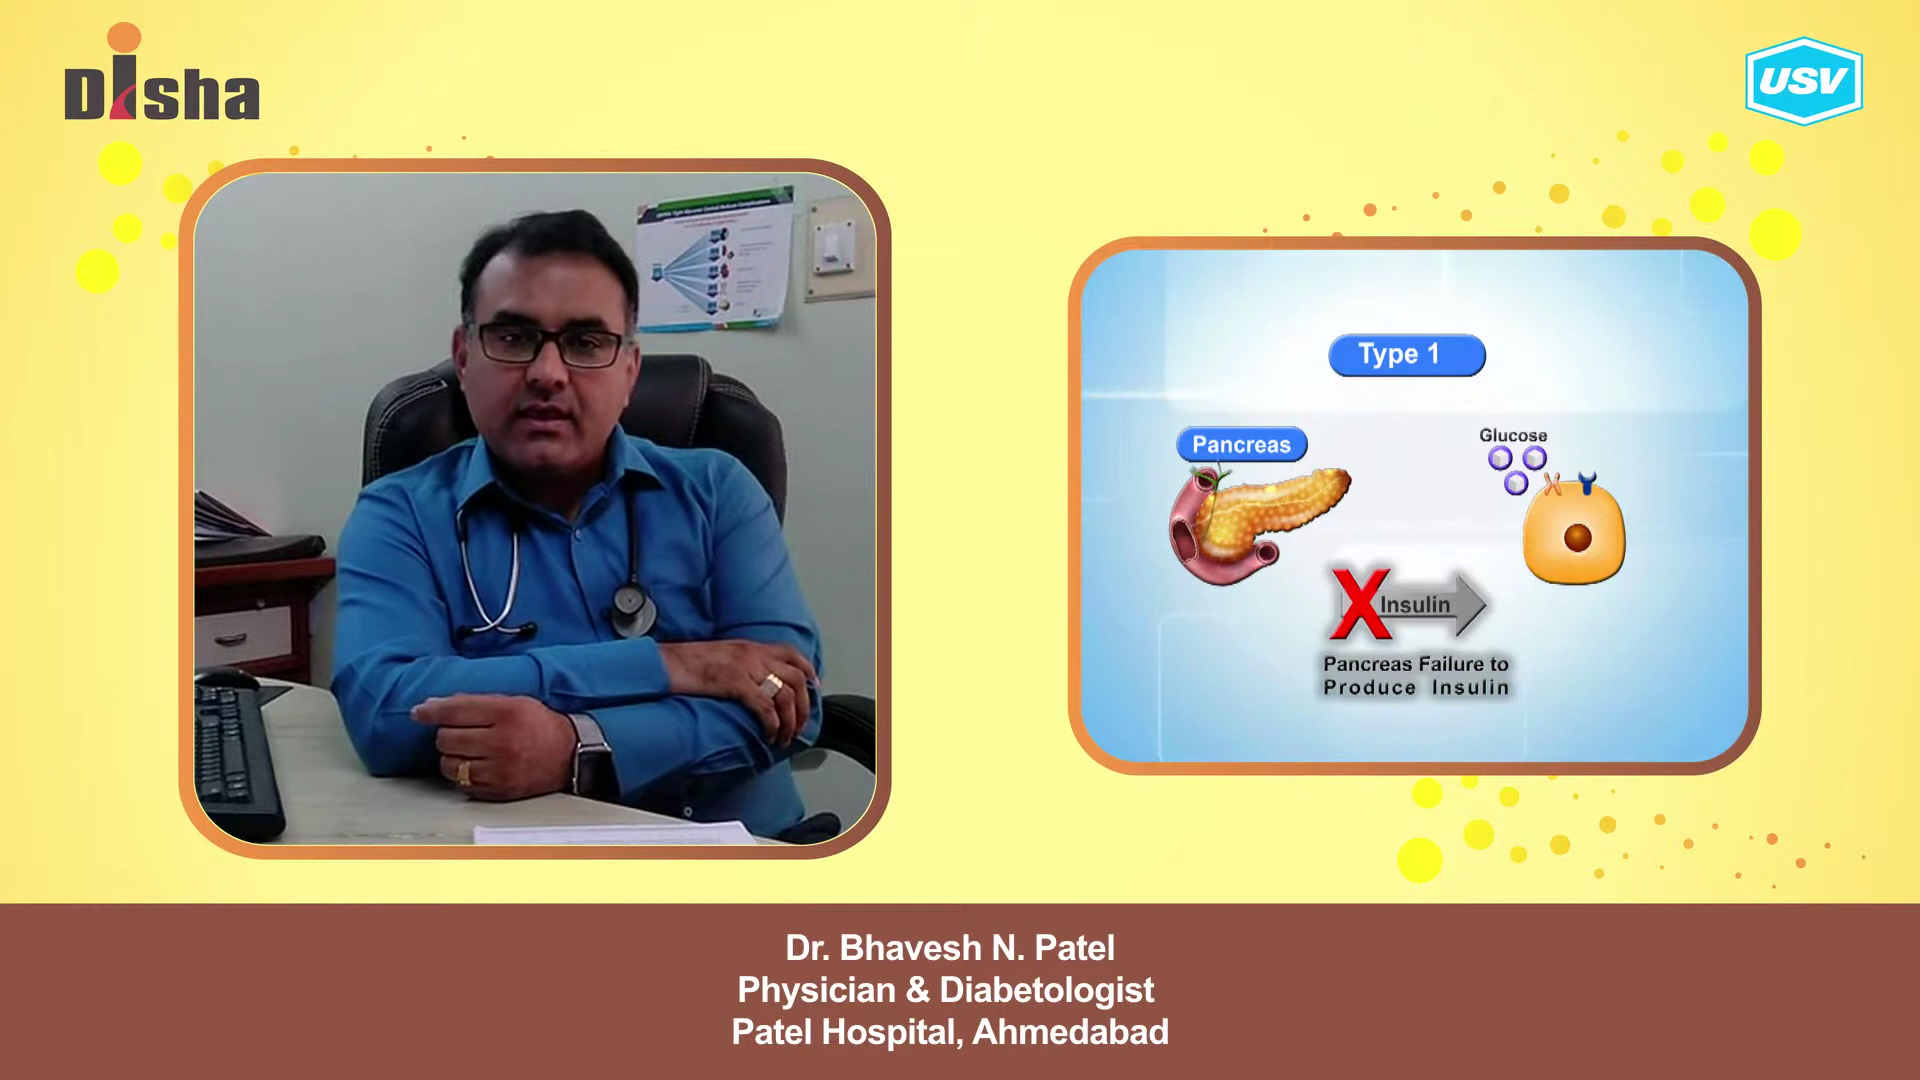 Disha
USV
Type 1
Pancreas
Glucose
X Insulin
Pancreas Failure to
Produce Insulin
Dr. Bhavesh N. Patel
Physician & Diabetologist
Patel Hospital, Ahmedabad